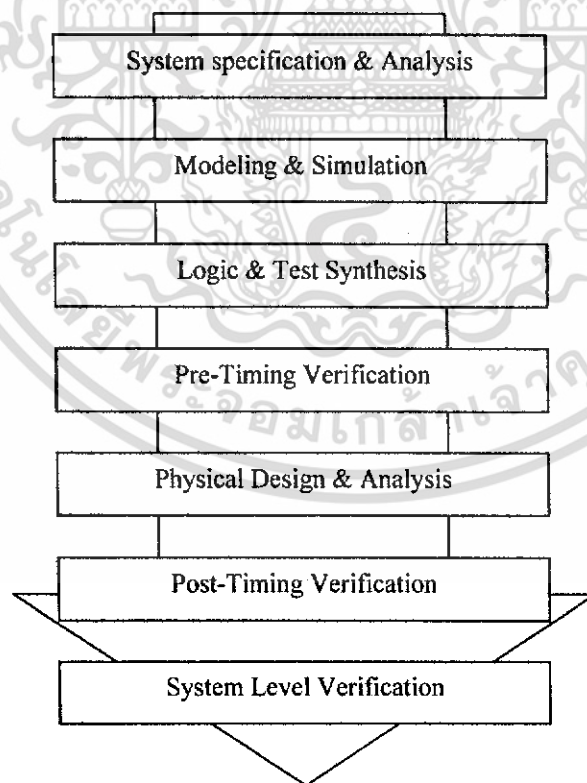 System specification & Analysis
Modeling & Simulation
Logic & Test Synthesis
Pre-Timing Verification
Physical Design & Analysis
Post-Timing Verification
System Level Verification